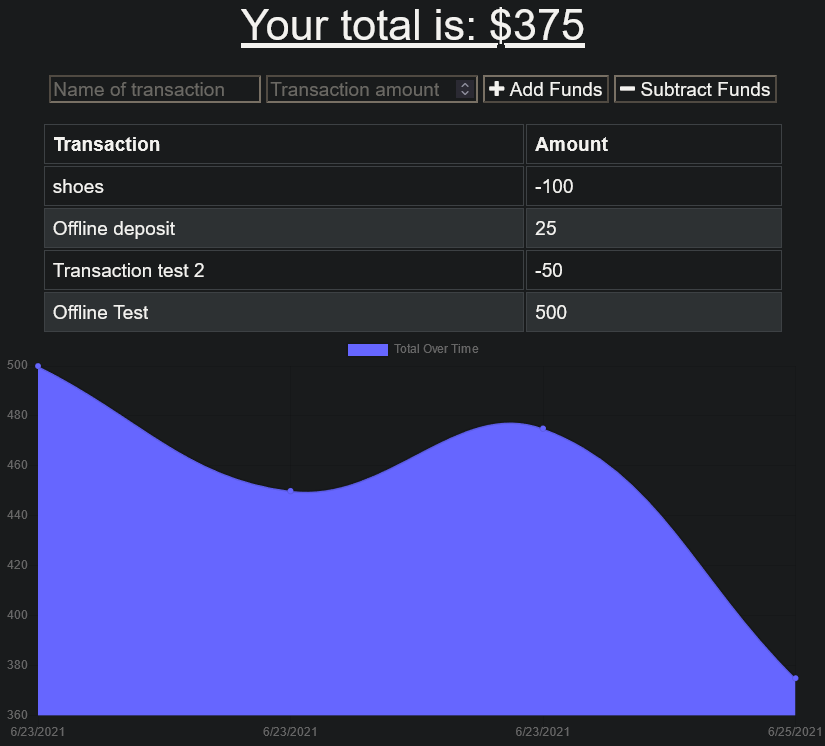 Your total is: $375
Name of transaction Transaction amount Add Funds Subtract Funds
Transaction Amount
shoes -100
Offline deposit 25
Transaction test 2 -50
Offline Test 500
Total Over Time
500
480
460
440
420
400
380
360
6/23/2021 6/23/2021 6/23/2021 6/25/2021